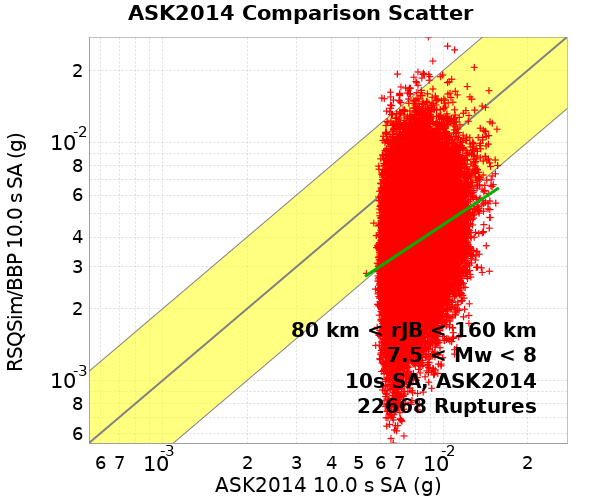 ASK2014 Comparison Scatter
RSQSim/BBP 10.0 s SA (g)
2
10-2
8
6
4
3
2
10-3
8
6
80 km < rJB < 160 km
7.5 < Mw < 8
10s SA, ASK2014
22668 Ruptures
6 7 10-3 2 3 4 5 6 7 10-2 2
ASK2014 10.0 s SA (g)